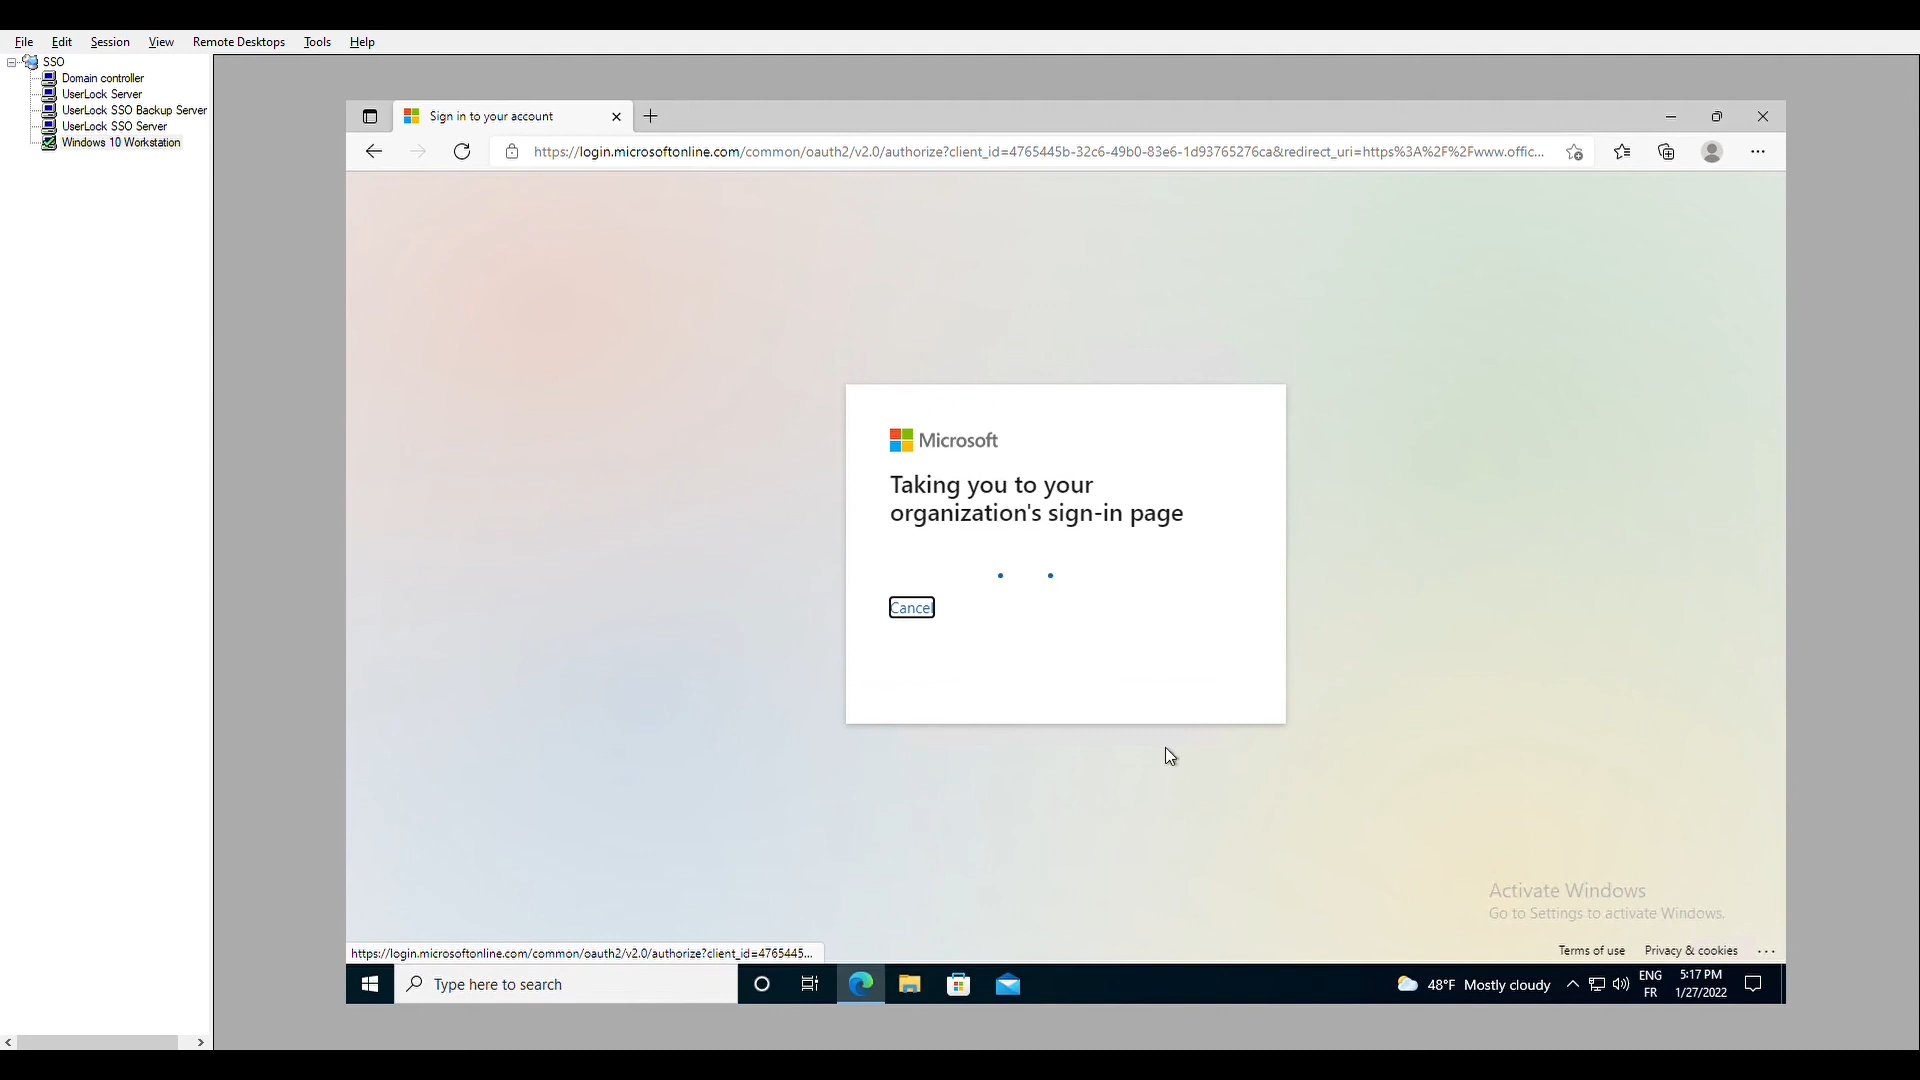 File Edit Session View Remote Desktops Tools Help
SSO
Domain controller
UserLock Server
UserLock SSO Backup Server
UserLock SSO Server
Windows 10 Workstation
Sign in to your account
https://login.microsoftonline.com/common/oauth2/v2.0/authorize?client_id=4765445b-32c6-49b0-83e6-1d93765276ca&redirect_uri=https%3A%2F%2Fwww.offic...
Microsoft
Taking you to your
organization's sign-in page
Cancel
Activate Windows
Go to Settings to activate Windows.
https://login.microsoftonline.com/common/oauth2/v2.0/authorize?client_id=4765445...
Terms of use Privacy & cookies ...
Type here to search
48°F Mostly cloudy
ENG
FR
5:17 PM
1/27/2022